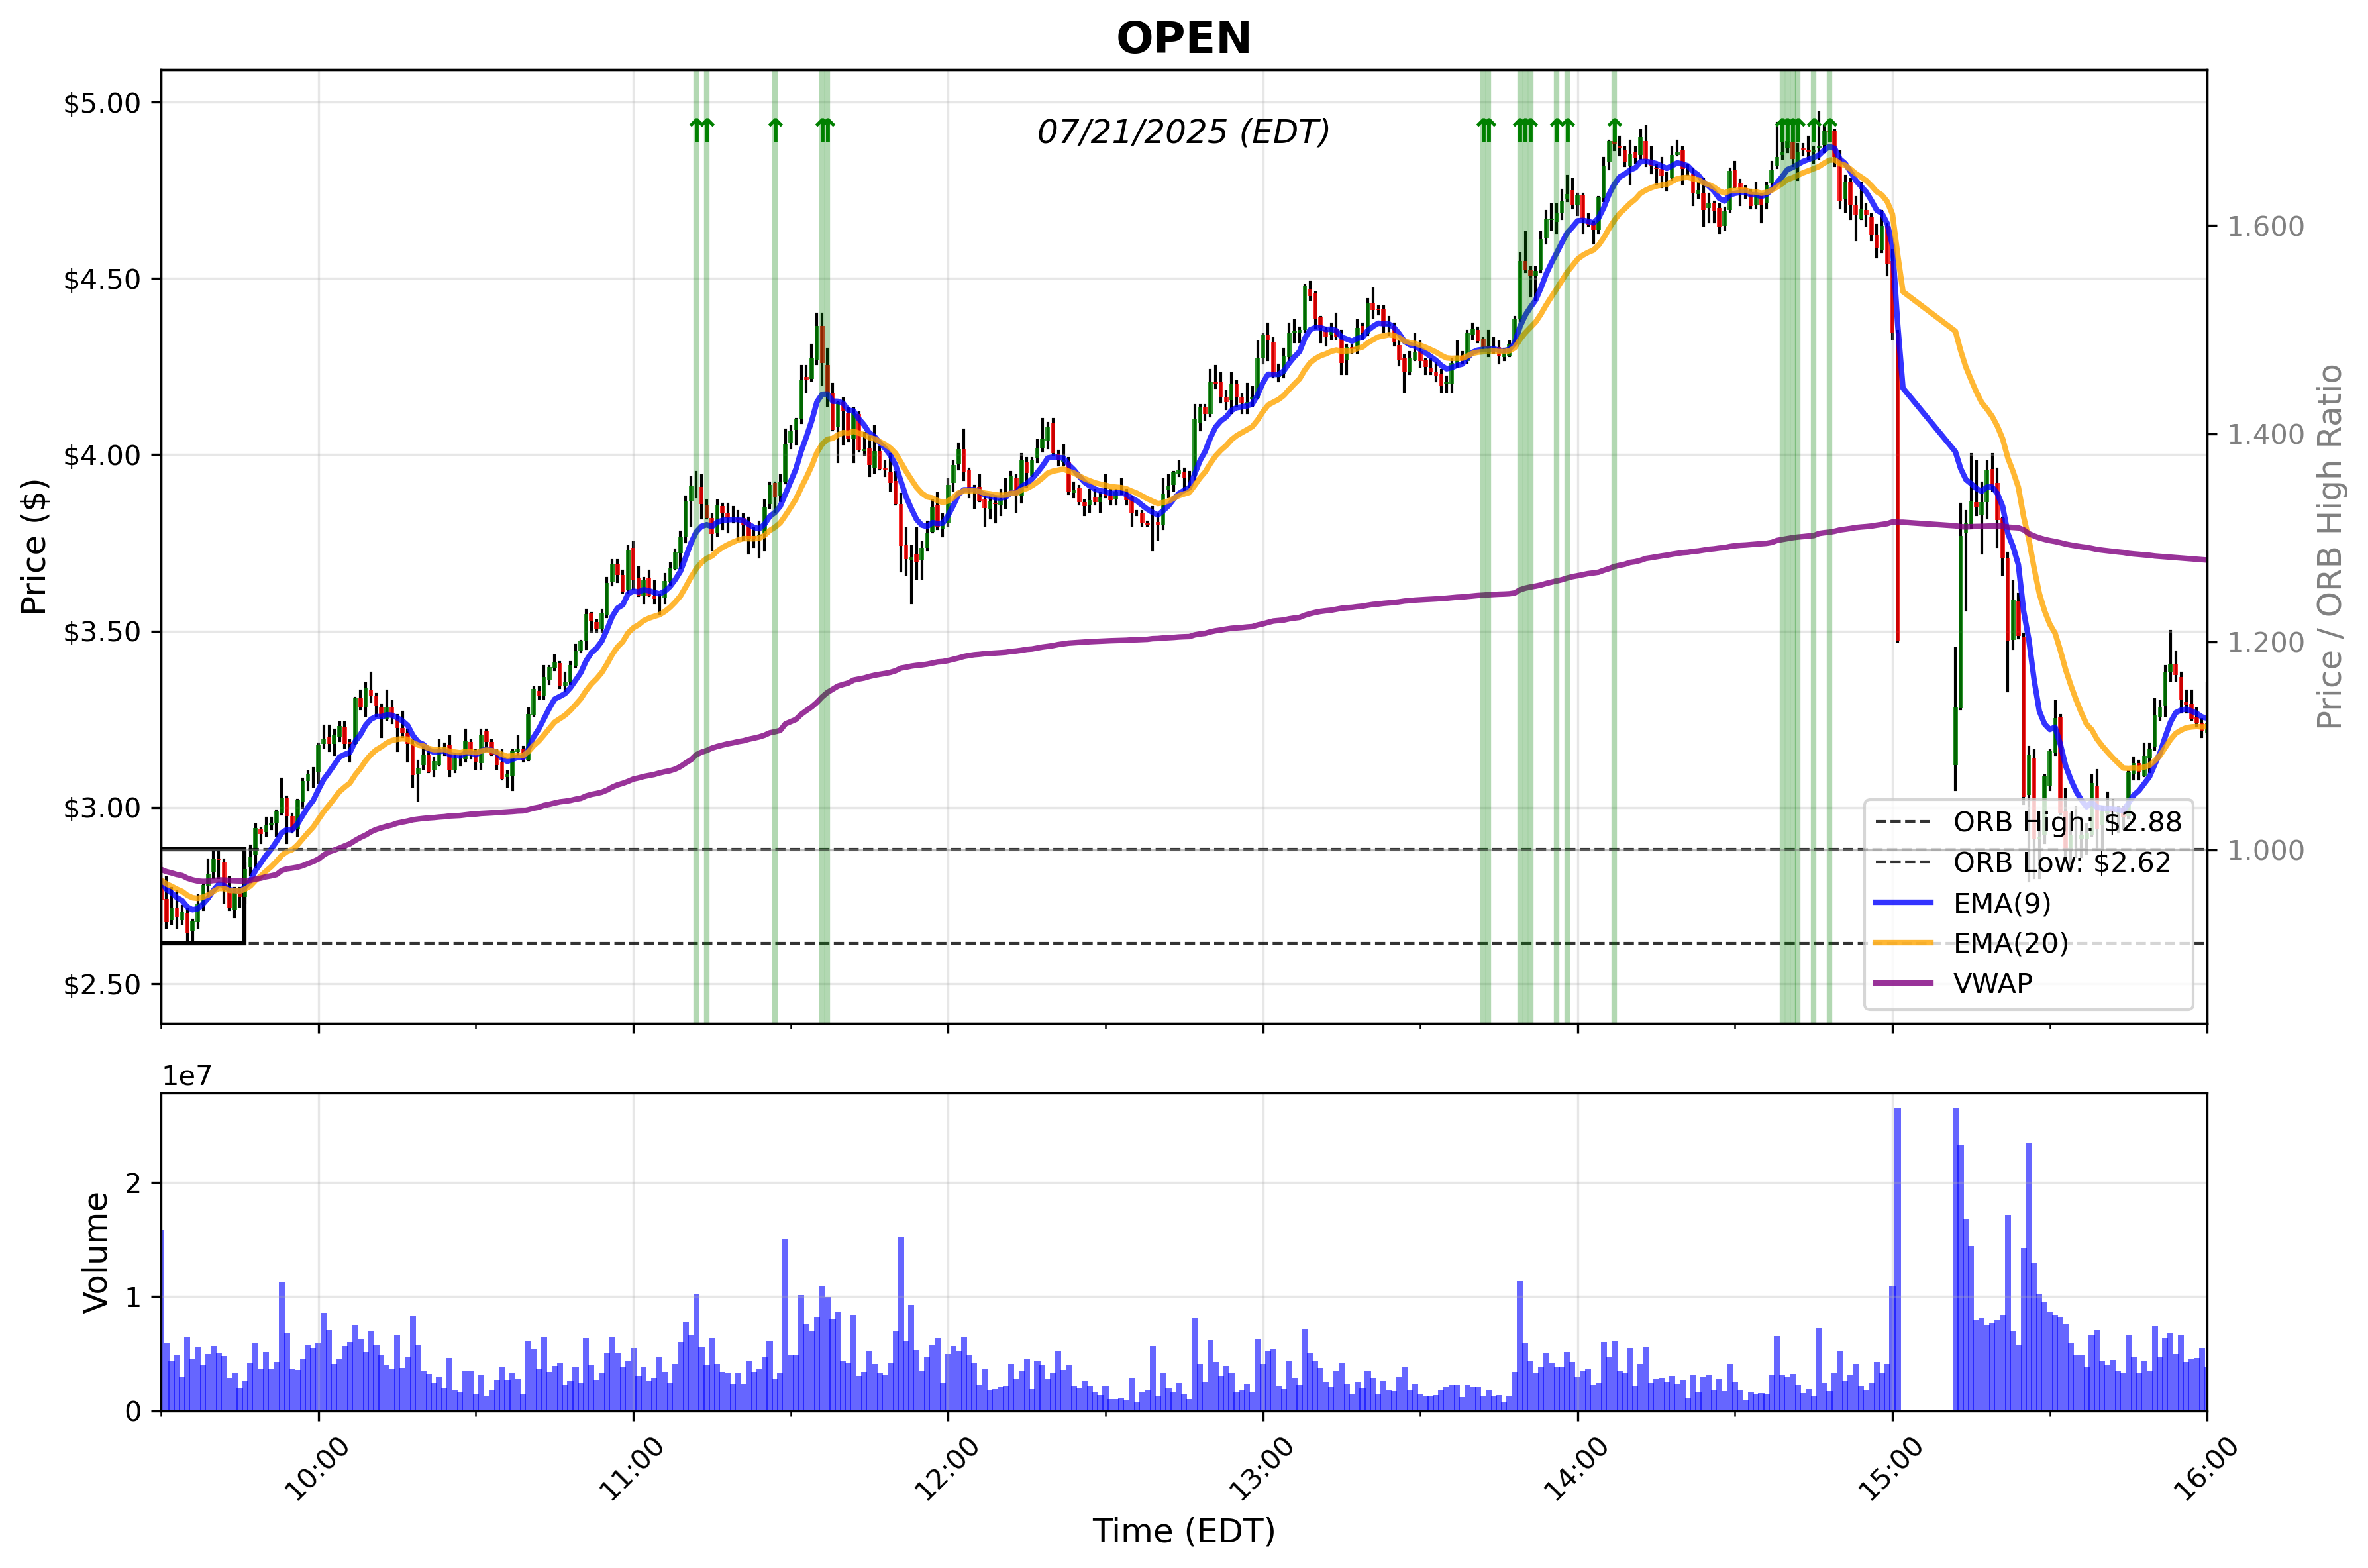 OPEN
07/21/2025 (EDT)
Price ($)
$5.00
$4.50
$4.00
$3.50
$3.00
$2.50
Price / ORB High Ratio
1.600
1.400
1.200
1.000
ORB High: $2.88
ORB Low: $2.62
EMA(9)
EMA(20)
VWAP
1e7
Volume
2
1
0
10:00
11:00
12:00
13:00
14:00
15:00
16:00
Time (EDT)